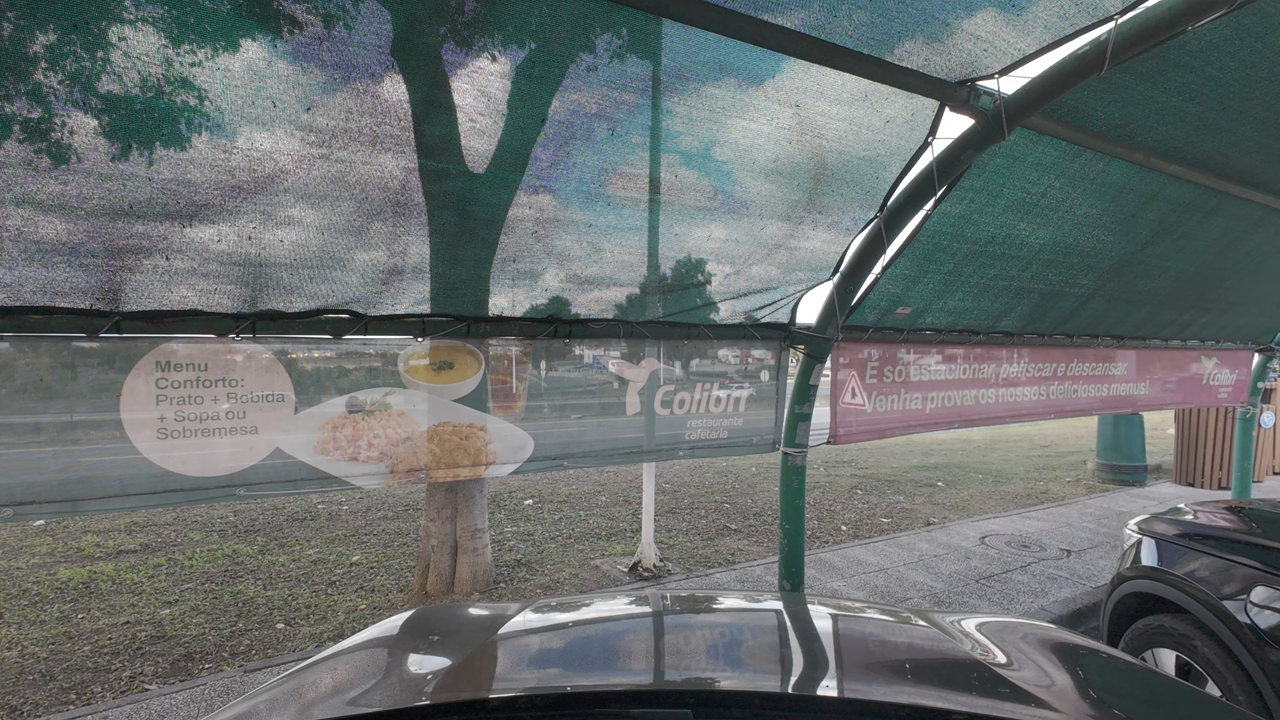 Menu
Conforto:
Prato + Bebida
+ Sopa ou
Sobremesa
Colibri
restaurante
cafetaria
É só estacionar, petiscar e descansar.
Venha provar os nossos deliciosos menus!
Colibri